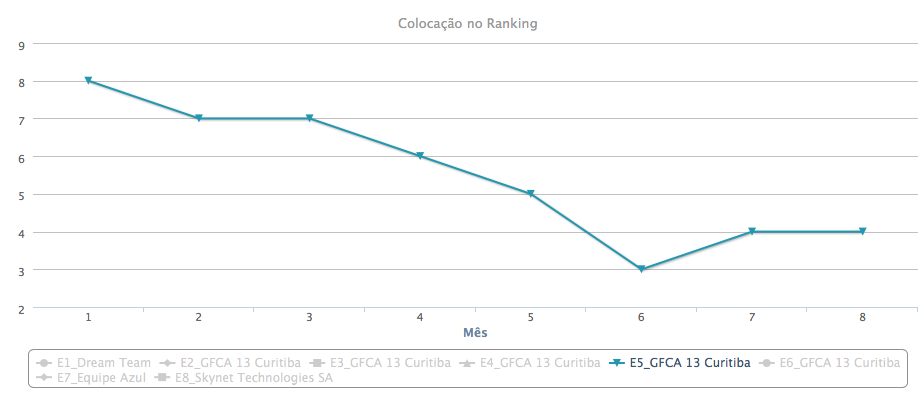 Colocação no Ranking
9
8
7
6
5
4
3
2
1 2 3 4 5 6 7 8
Mês
E1_Dream Team E2_GFCA 13 Curitiba E3_GFCA 13 Curitiba E4_GFCA 13 Curitiba E5_GFCA 13 Curitiba E6_GFCA 13 Curitiba
E7_Equipe Azul E8_Skynet Technologies SA